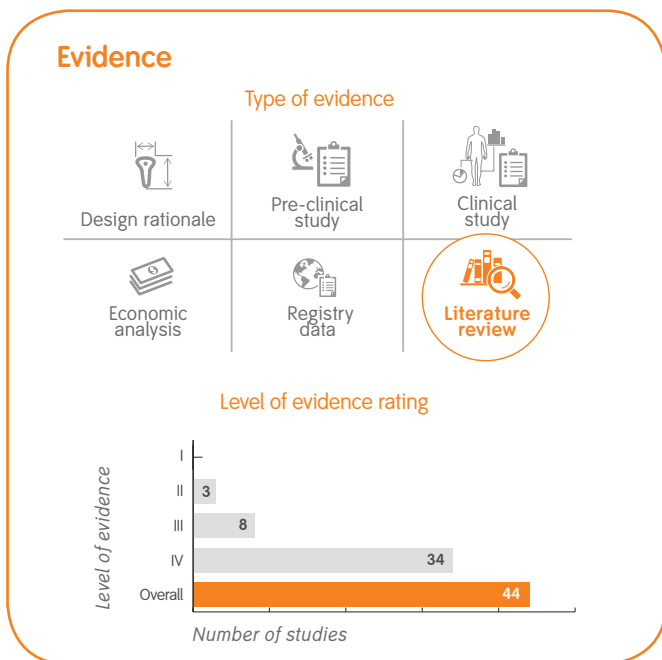 Evidence
Type of evidence
Design rationale
Pre-clinical
study
Clinical
study
Economic
analysis
Registry
data
Literature
review
Level of evidence rating
Level of evidence
I
–
II
3
III
8
IV
34
Overall
44
Number of studies